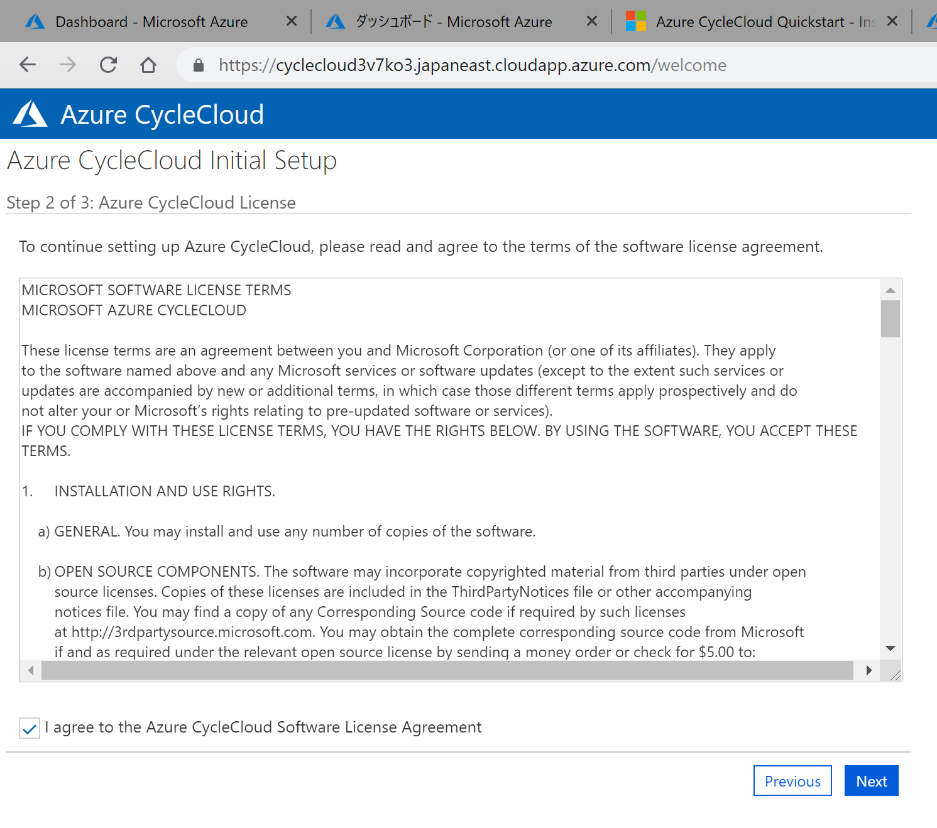 Dashboard - Microsoft Azure
ダッシュボード - Microsoft Azure
Azure CycleCloud Quickstart - Ins
https://cyclecloud3v7ko3.japaneast.cloudapp.azure.com/welcome
Azure CycleCloud
Azure CycleCloud Initial Setup
Step 2 of 3: Azure CycleCloud License
To continue setting up Azure CycleCloud, please read and agree to the terms of the software license agreement.
MICROSOFT SOFTWARE LICENSE TERMS
MICROSOFT AZURE CYCLECLOUD
These license terms are an agreement between you and Microsoft Corporation (or one of its affiliates). They apply
to the software named above and any Microsoft services or software updates (except to the extent such services or
updates are accompanied by new or additional terms, in which case those different terms apply prospectively and do
not alter your or Microsoft’s rights relating to pre-updated software or services).
IF YOU COMPLY WITH THESE LICENSE TERMS, YOU HAVE THE RIGHTS BELOW. BY USING THE SOFTWARE, YOU ACCEPT THESE
TERMS.
1. INSTALLATION AND USE RIGHTS.
a) GENERAL. You may install and use any number of copies of the software.
b) OPEN SOURCE COMPONENTS. The software may incorporate copyrighted material from third parties under open
source licenses. Copies of these licenses are included in the ThirdPartyNotices file or other accompanying
notices file. You may find a copy of any Corresponding Source code if required by such licenses
at http://3rdpartysource.microsoft.com. You may obtain the complete corresponding source code from Microsoft
if and as required under the relevant open source license by sending a money order or check for $5.00 to:
I agree to the Azure CycleCloud Software License Agreement
Previous
Next